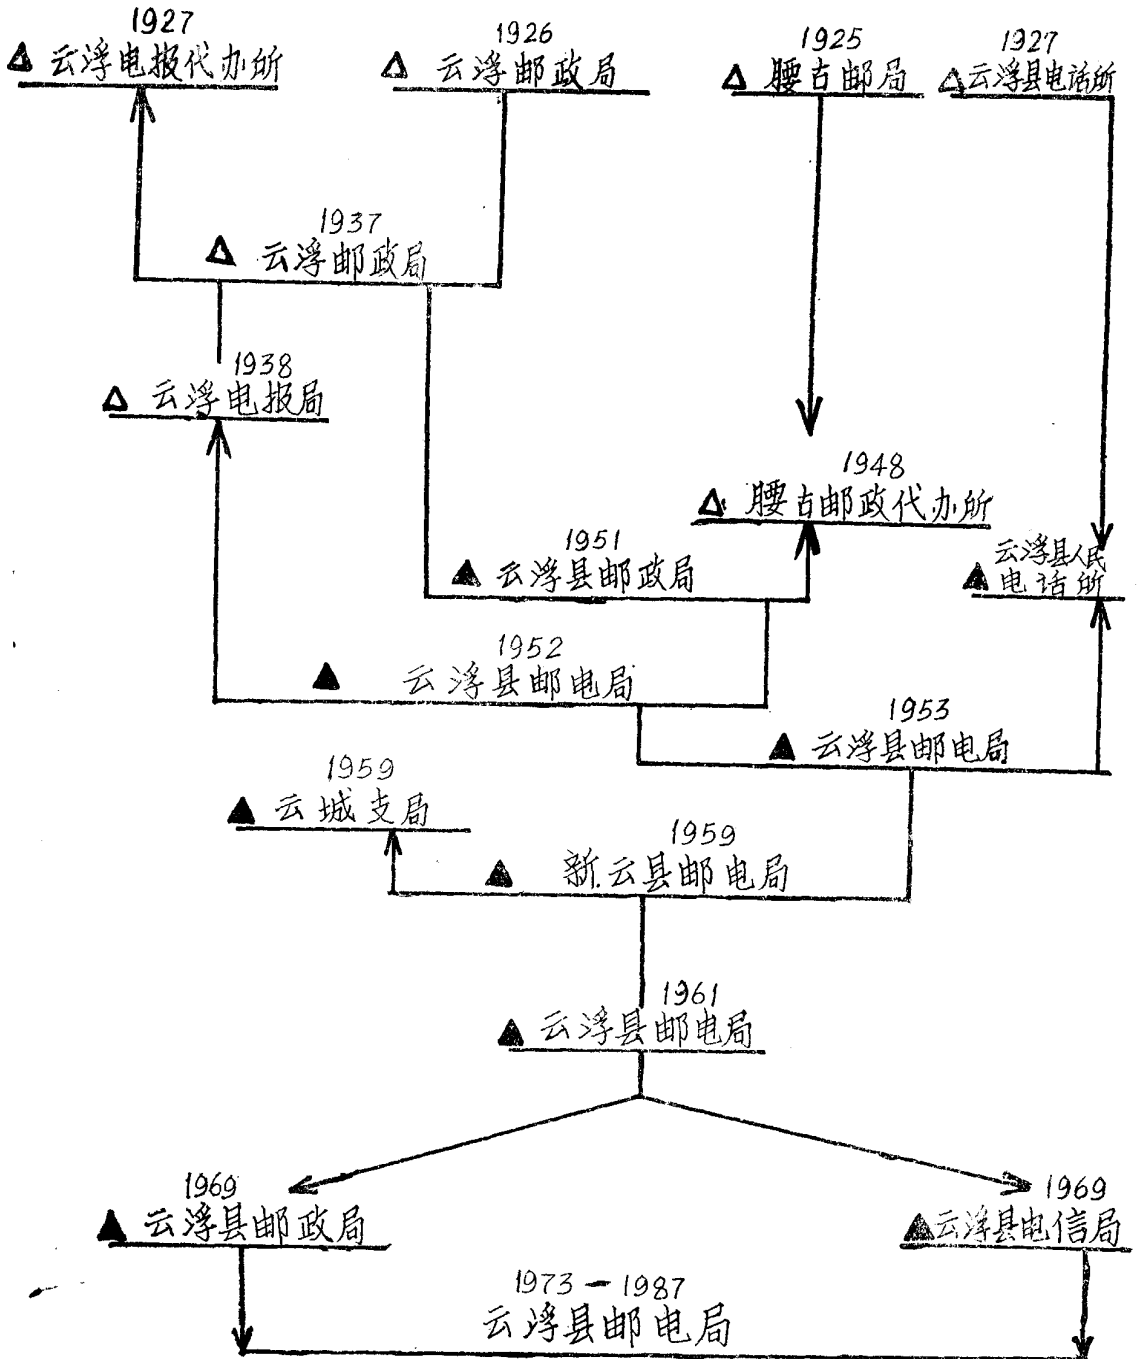 1927
△ 云浮电报代办所
1926
△ 云浮邮政局
1925
△ 腰古邮局
1927
△云浮县电话所
1937
△ 云浮邮政局
1938
△ 云浮电报局
1948
△ 腰古邮政代办所
1951
▲ 云浮县邮政局
云浮县人民
▲ 电话所
1952
▲ 云浮县邮电局
1953
▲ 云浮县邮电局
1959
▲ 云城支局
1959
▲ 新云县邮电局
1961
▲ 云浮县邮电局
1969
▲ 云浮县邮政局
1969
▲云浮县电信局
1973-1987
云浮县邮电局